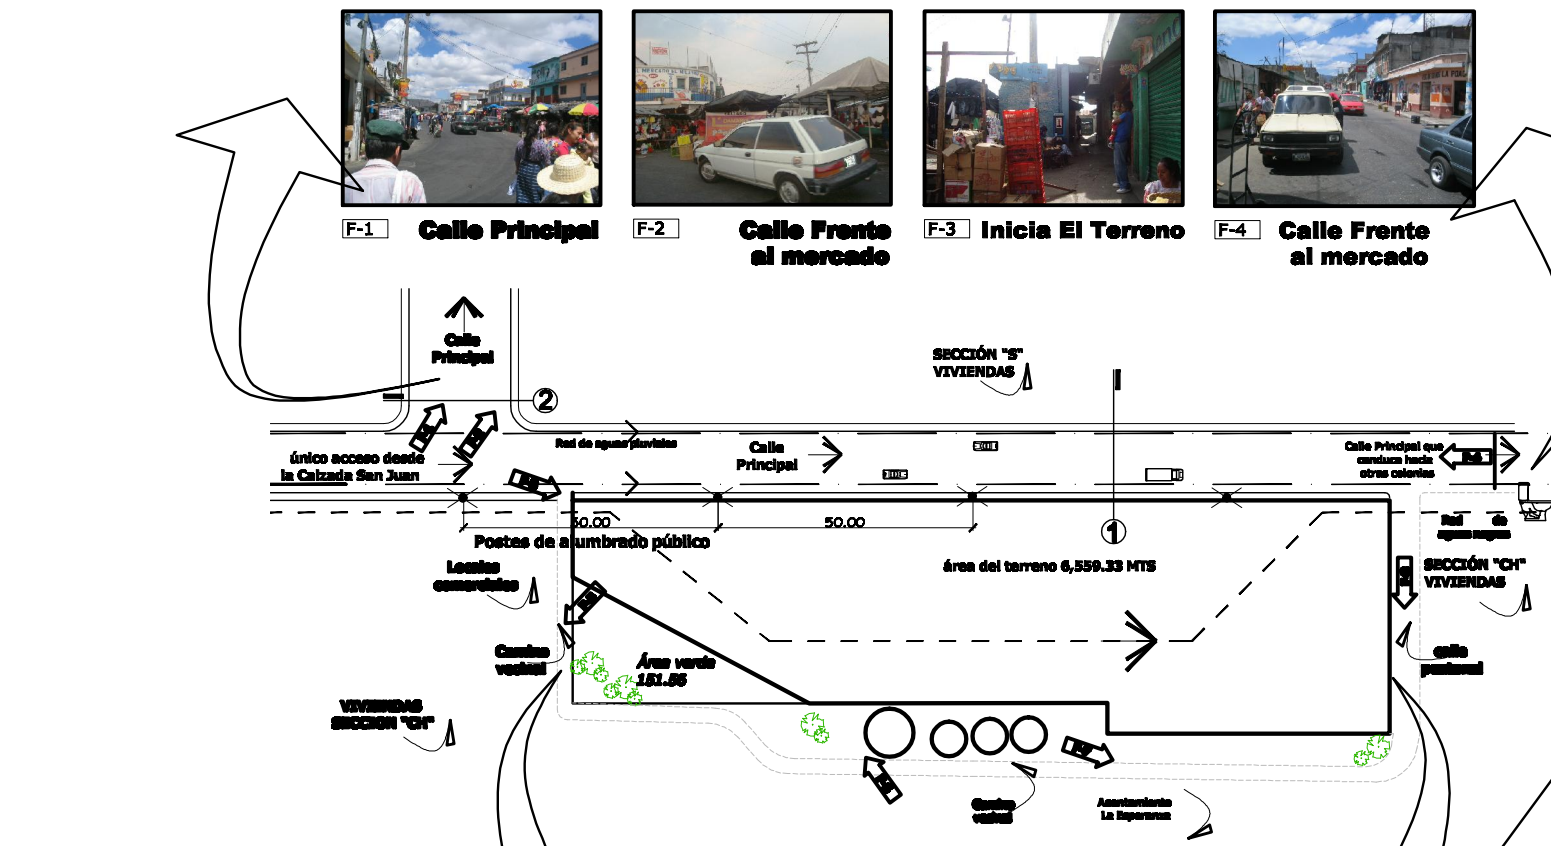 F-1
Calle Principal
F-2
Calle Frente
al mercado
F-3
Inicia El Terreno
F-4
Calle Frente
al mercado
Calle
Principal
SECCIÓN "S"
VIVIENDAS
2
Red de aguas pluviales
único acceso desde
la Calzada San Juan
Calle
Principal
Calle Principal que
conduce hacia
otras colonias
50.00
50.00
1
Postes de alumbrado público
Red de
aguas negras
Locales
comerciales
área del terreno 6,559.33 MTS
SECCIÓN "CH"
VIVIENDAS
Camino
vecinal
Área verde
151.55
calle
peatonal
VIVIENDAS
SECCION "CH"
Camino
vecinal
Asentamiento
La Esperanza